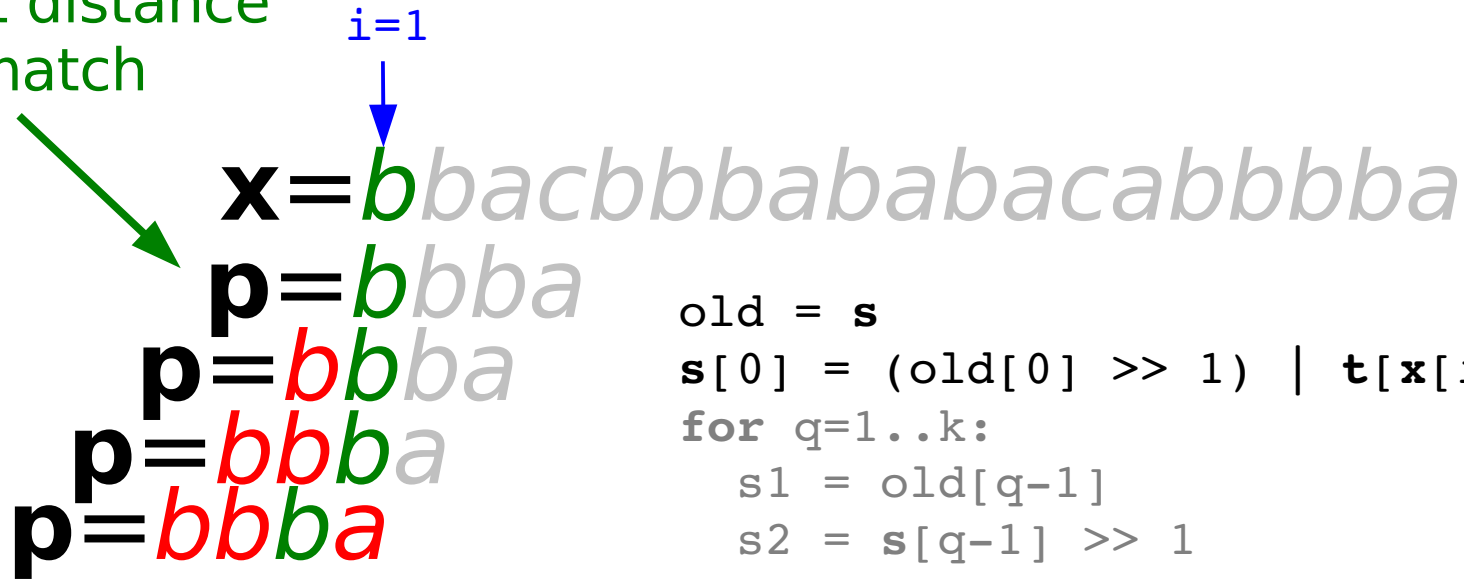 distance
i=1
match
x=bbacbbbabababacabbbbba
p=bbba
old = s
p=bbba
s[0] = (old[0] >> 1) | t[x[i
for q=1..k:
p=bbba
s1 = old[q-1]
p=bbba
s2 = s[q-1] >> 1